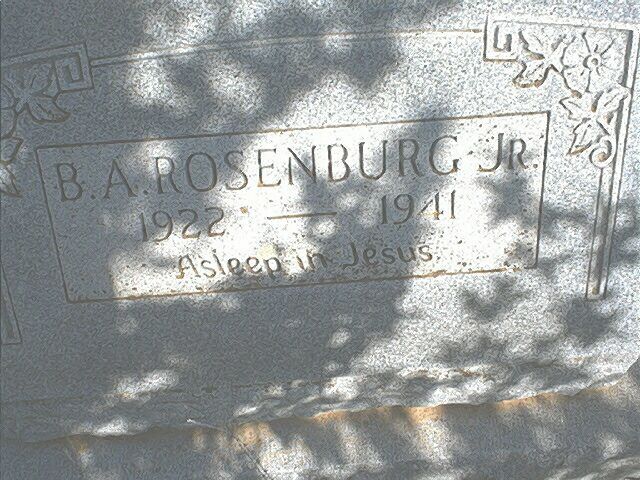 B.A. ROSENBURG JR.
1922 — 1941
Asleep in Jesus